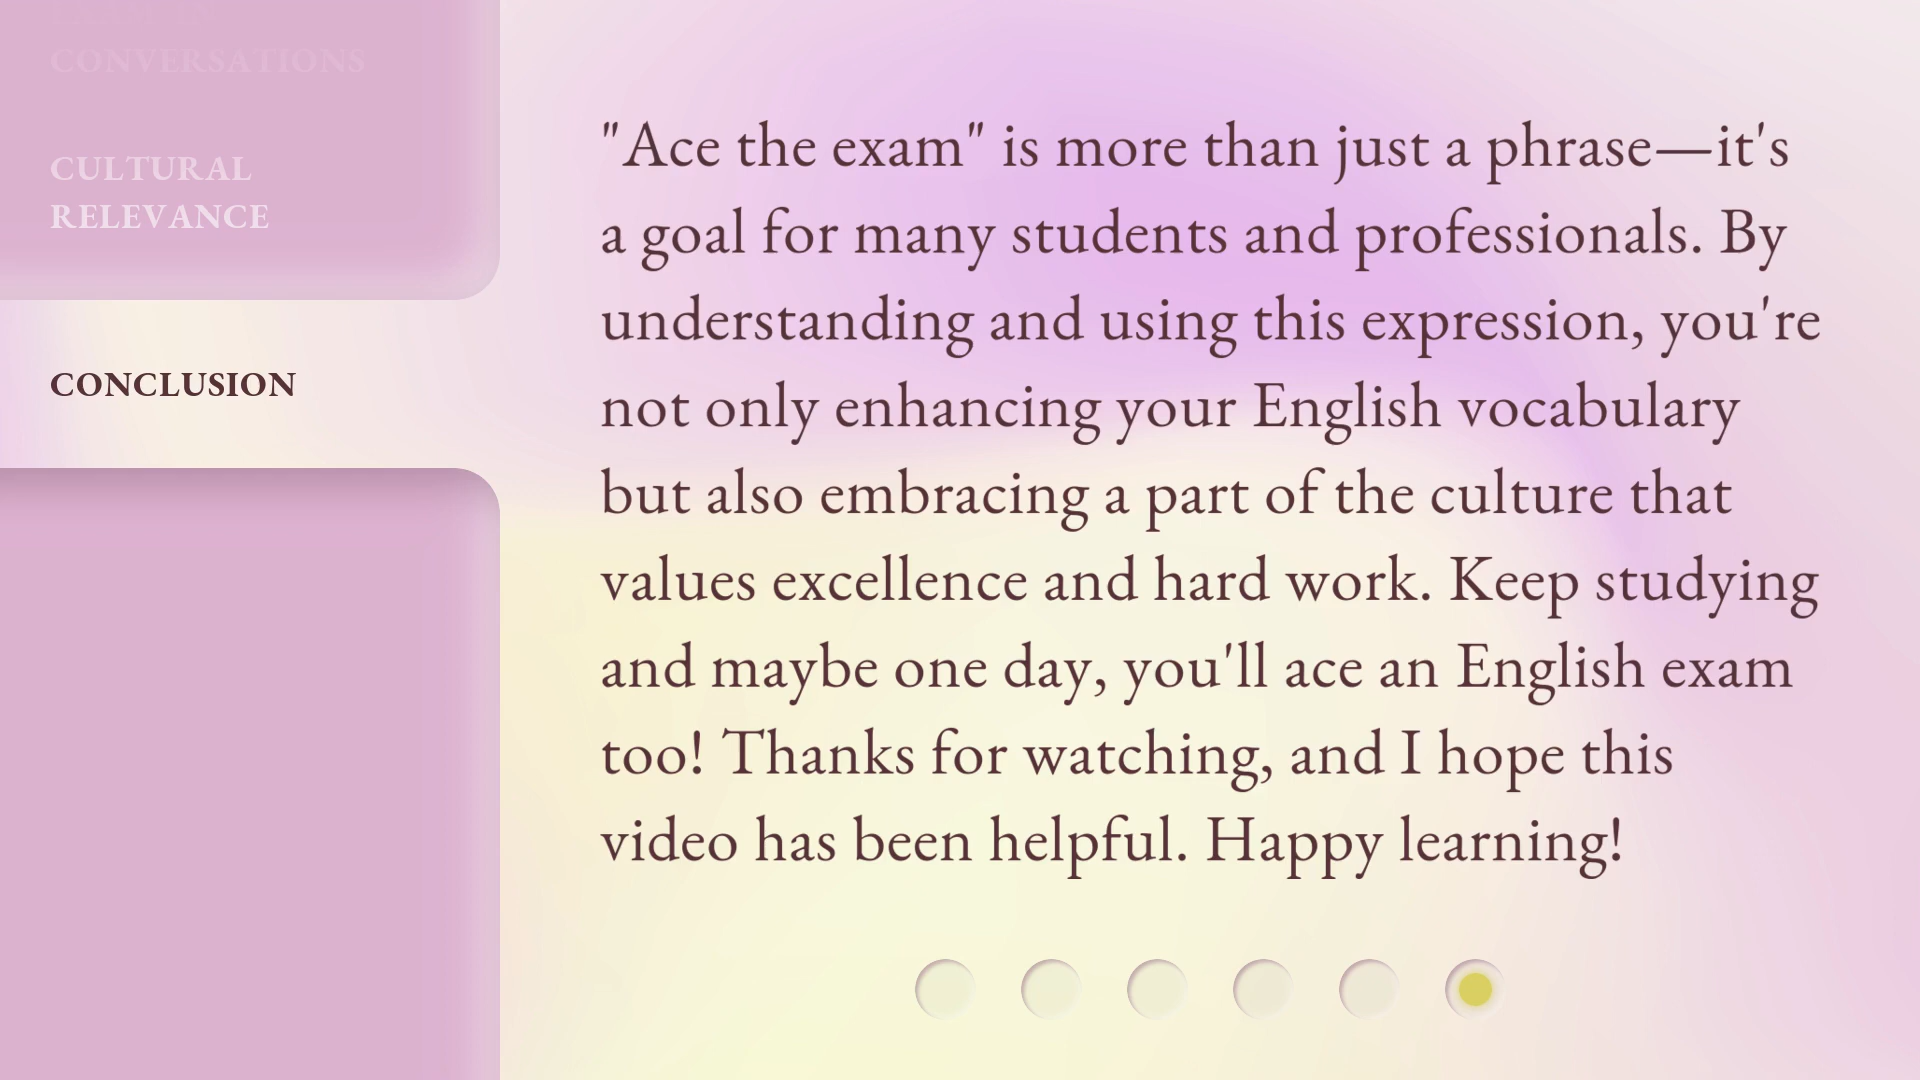 CONVERSATIONS
CULTURAL
RELEVANCE
CONCLUSION
"Ace the exam" is more than just a phrase—it's
a goal for many students and professionals. By
understanding and using this expression, you're
not only enhancing your English vocabulary
but also embracing a part of the culture that
values excellence and hard work. Keep studying
and maybe one day, you'll ace an English exam
too! Thanks for watching, and I hope this
video has been helpful. Happy learning!